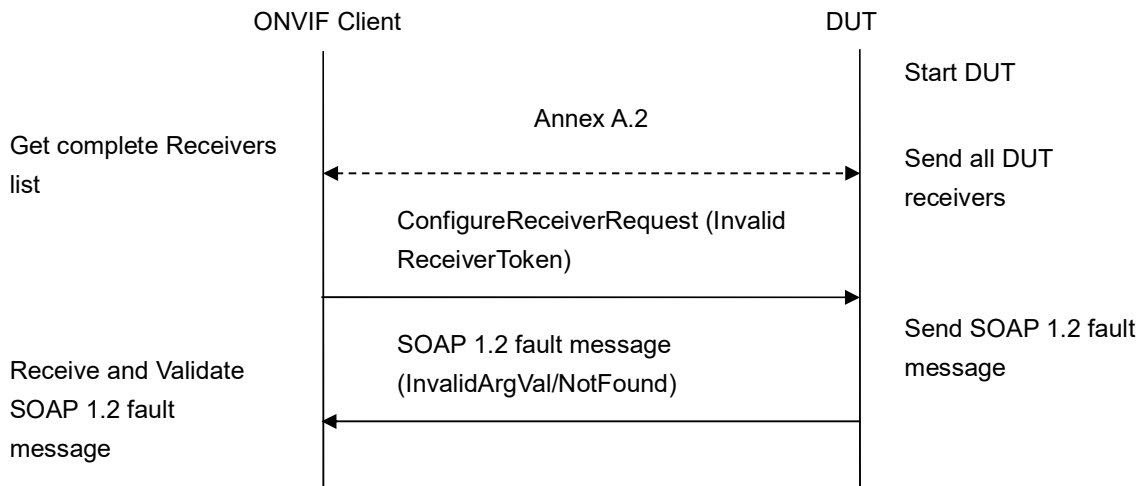 ONVIF Client
DUT
Start DUT
Annex A.2
Get complete Receivers
list
Send all DUT
receivers
ConfigureReceiverRequest (Invalid
ReceiverToken)
SOAP 1.2 fault message
(InvalidArgVal/NotFound)
Send SOAP 1.2 fault
message
Receive and Validate
SOAP 1.2 fault
message